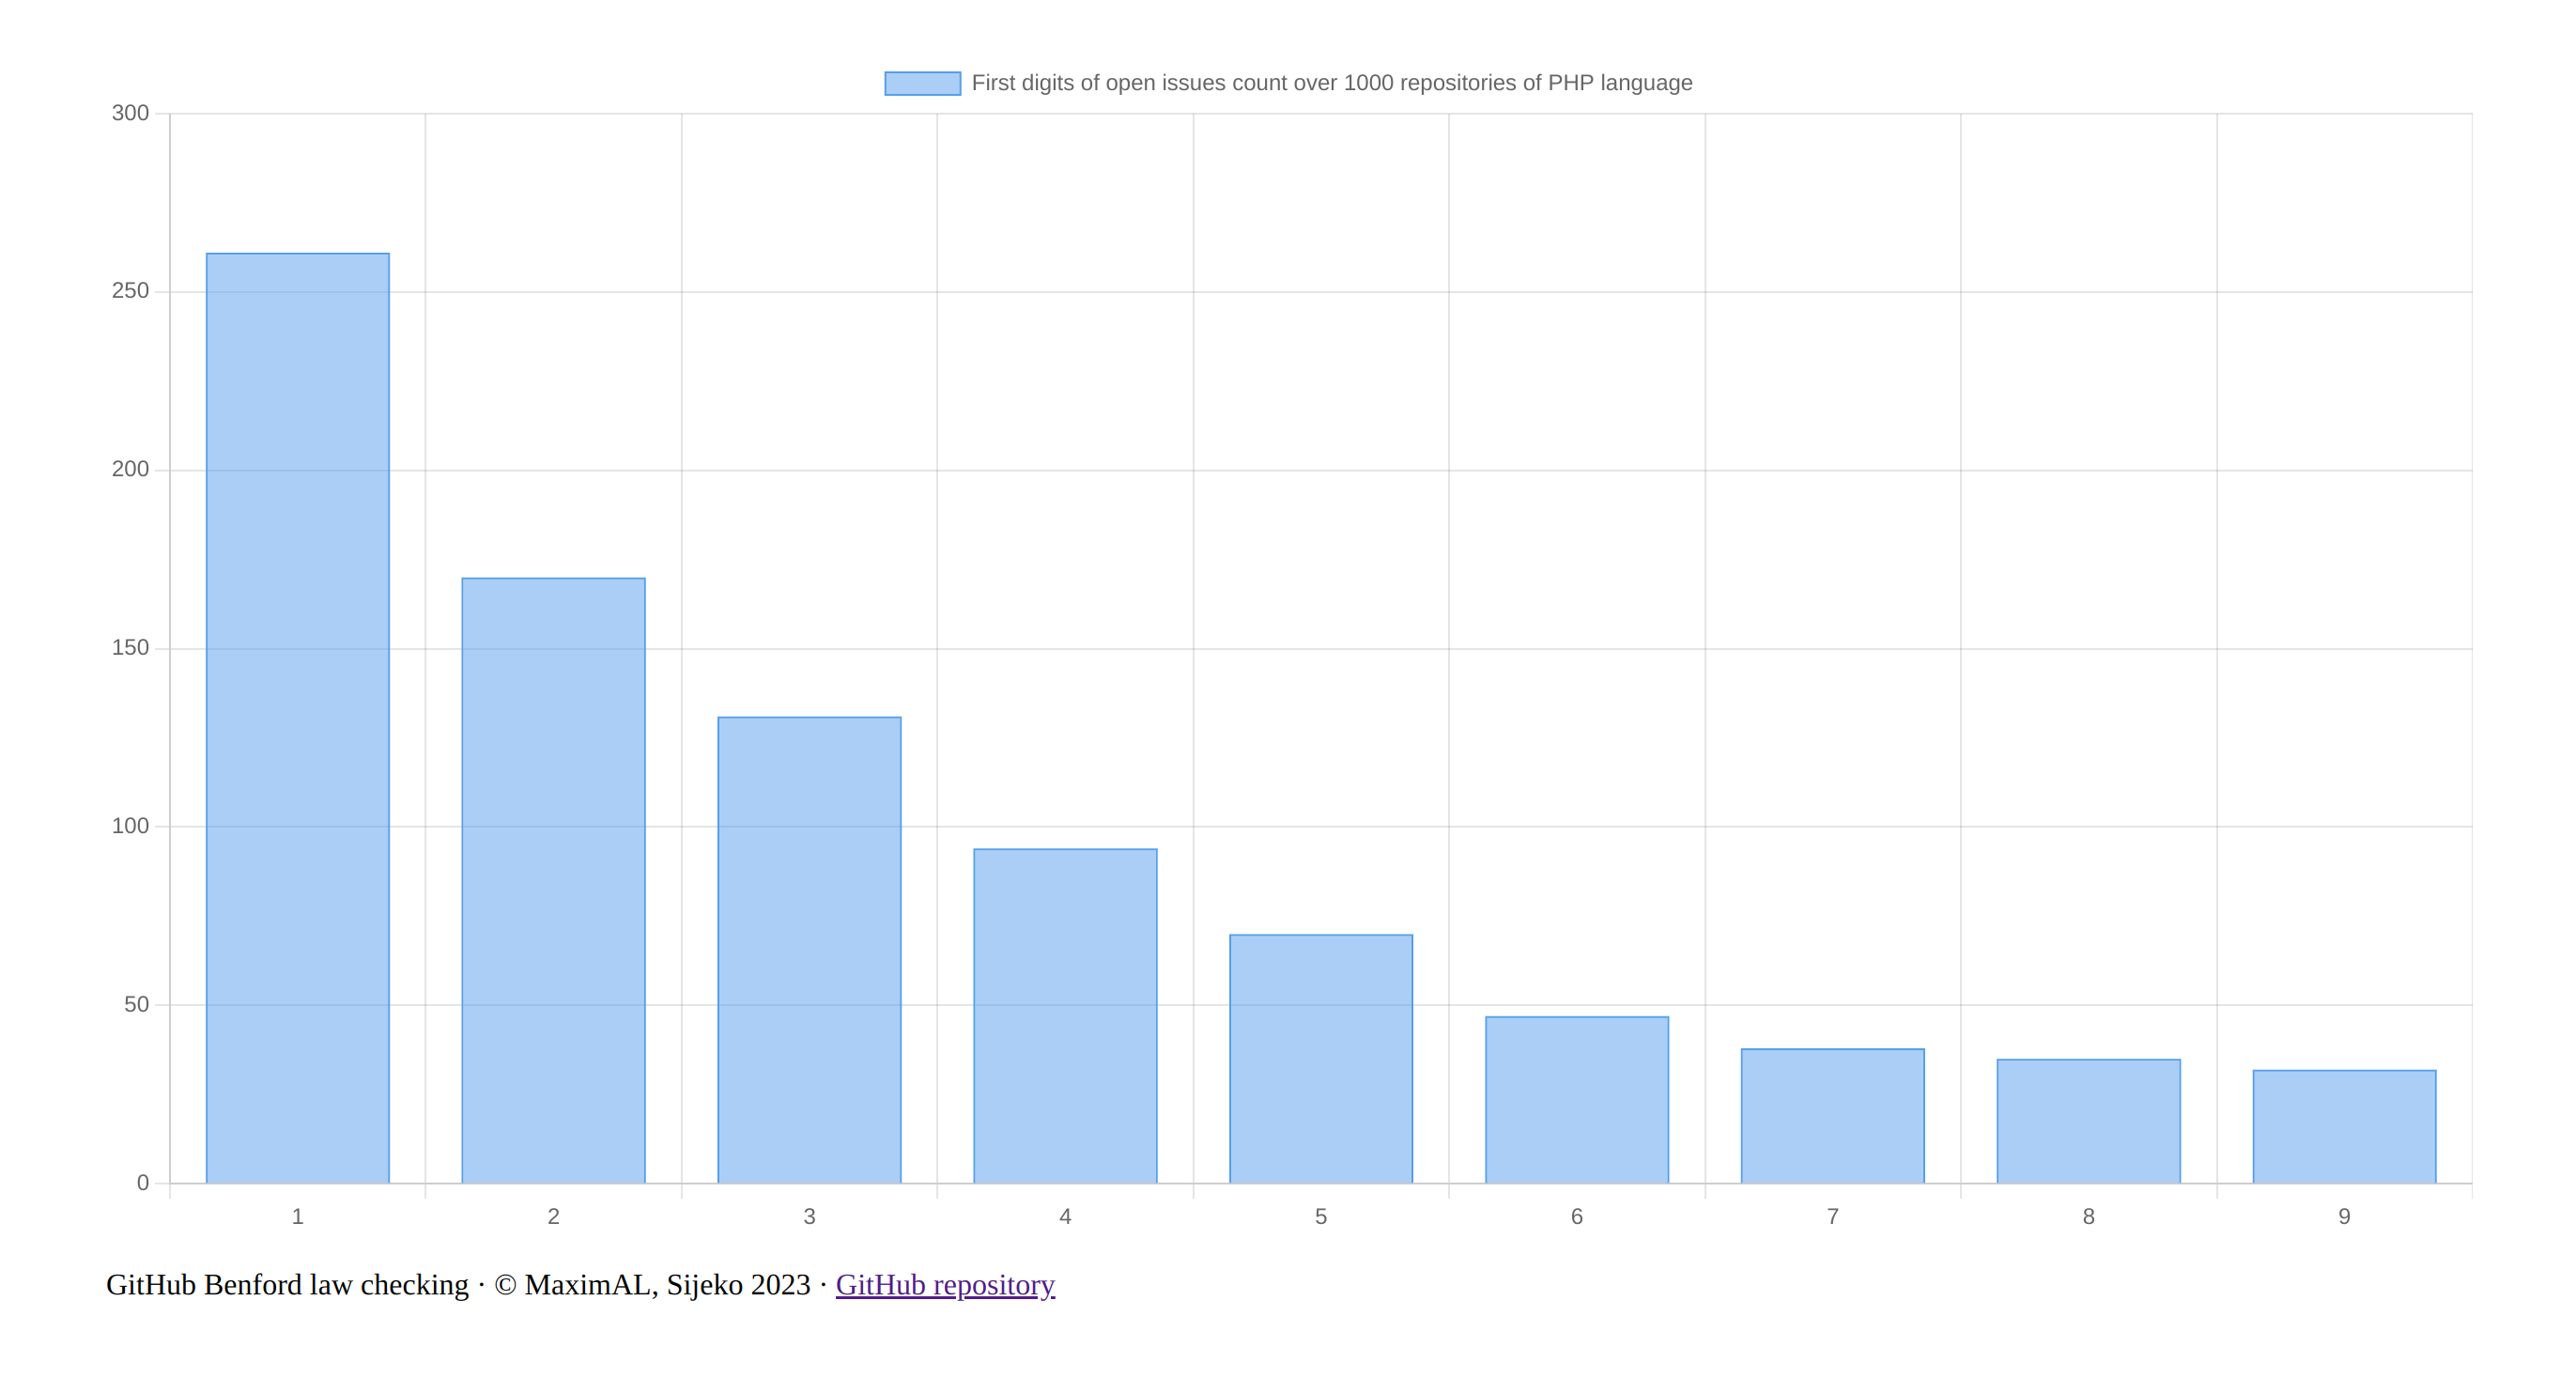 First digits of open issues count over 1000 repositories of PHP language
300
250
200
150
100
50
0
1 2 3 4 5 6 7 8 9
GitHub Benford law checking · © MaximAL, Sijeko 2023 · GitHub repository